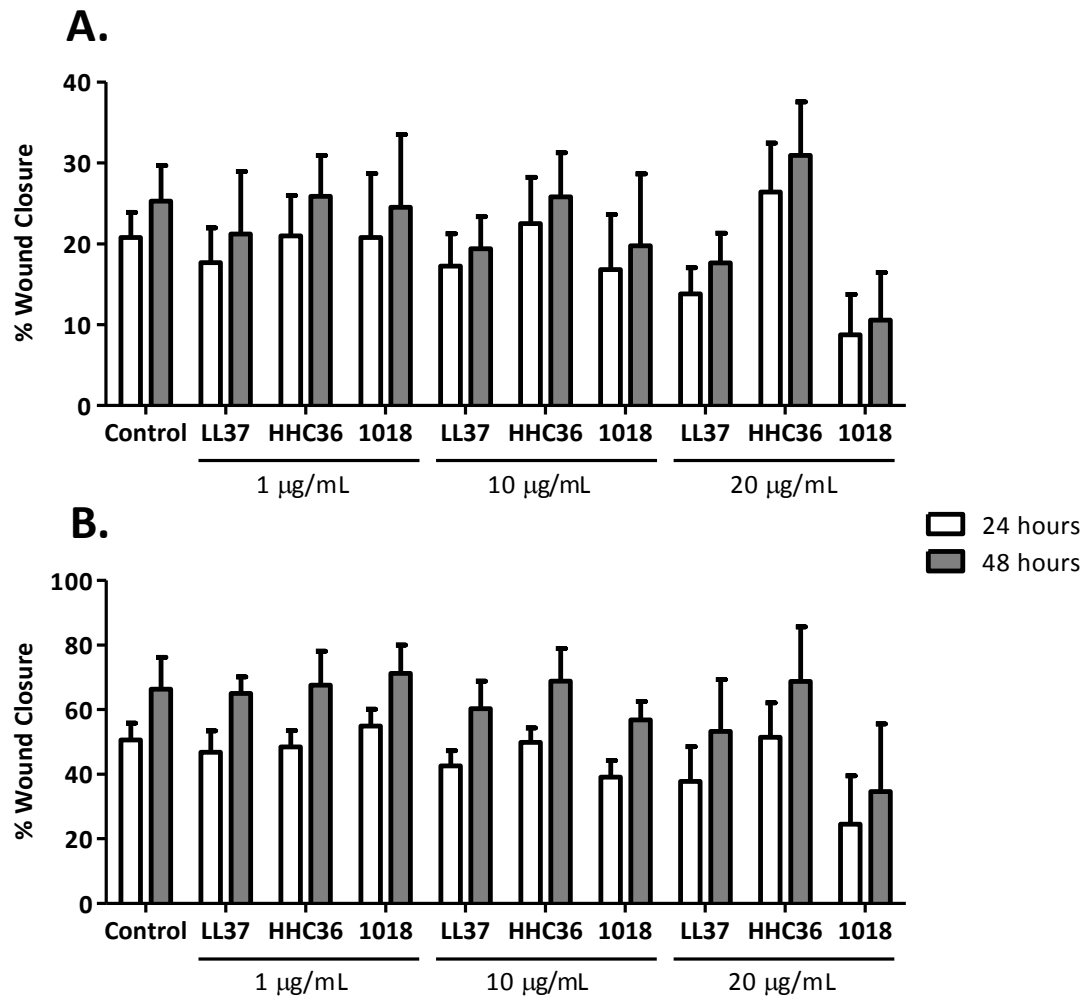 A.
40
30
20
10
0
% Wound Closure
Control LL37 HHC36 1018 LL37 HHC36 1018 LL37 HHC36 1018
1 μg/mL 10 μg/mL 20 μg/mL
B.
24 hours
48 hours
100
80
60
40
20
0
% Wound Closure
Control LL37 HHC36 1018 LL37 HHC36 1018 LL37 HHC36 1018
1 μg/mL 10 μg/mL 20 μg/mL